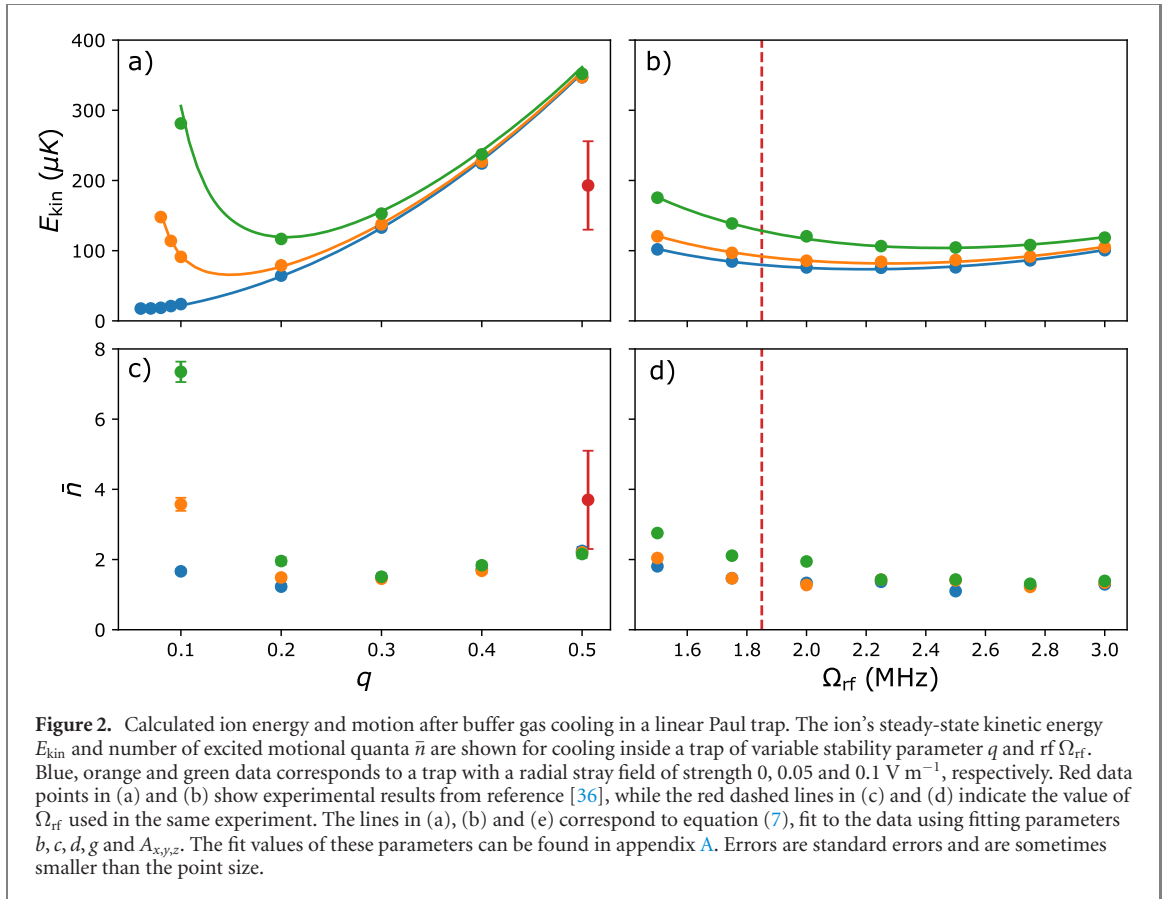 400
300
200
100
0
E_kin (μK)
a)
b)
8
6
4
2
0
n̄
c)
d)
0.1 0.2 0.3 0.4 0.5
q
1.6 1.8 2.0 2.2 2.4 2.6 2.8 3.0
Ω_rf (MHz)
Figure 2. Calculated ion energy and motion after buffer gas cooling in a linear Paul trap. The ion's steady-state kinetic energy
E_kin and number of excited motional quanta n̄ are shown for cooling inside a trap of variable stability parameter q and rf Ω_rf.
Blue, orange and green data corresponds to a trap with a radial stray field of strength 0, 0.05 and 0.1 V m⁻¹, respectively. Red data
points in (a) and (b) show experimental results from reference [36], while the red dashed lines in (c) and (d) indicate the value of
Ω_rf used in the same experiment. The lines in (a), (b) and (e) correspond to equation (7), fit to the data using fitting parameters
b, c, d, g and A_x,y,z. The fit values of these parameters can be found in appendix A. Errors are standard errors and are sometimes
smaller than the point size.